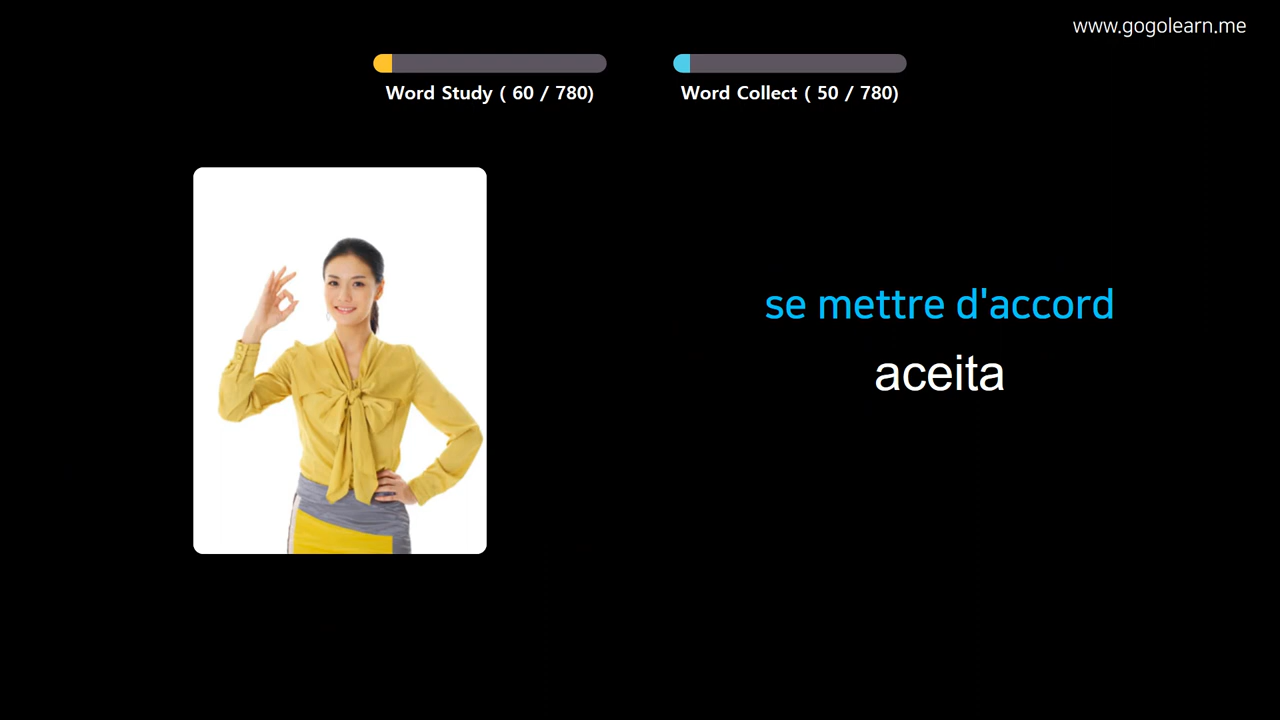 www.gogolearn.me
Word Study ( 60 / 780)
Word Collect ( 50 / 780)
se mettre d'accord
aceita